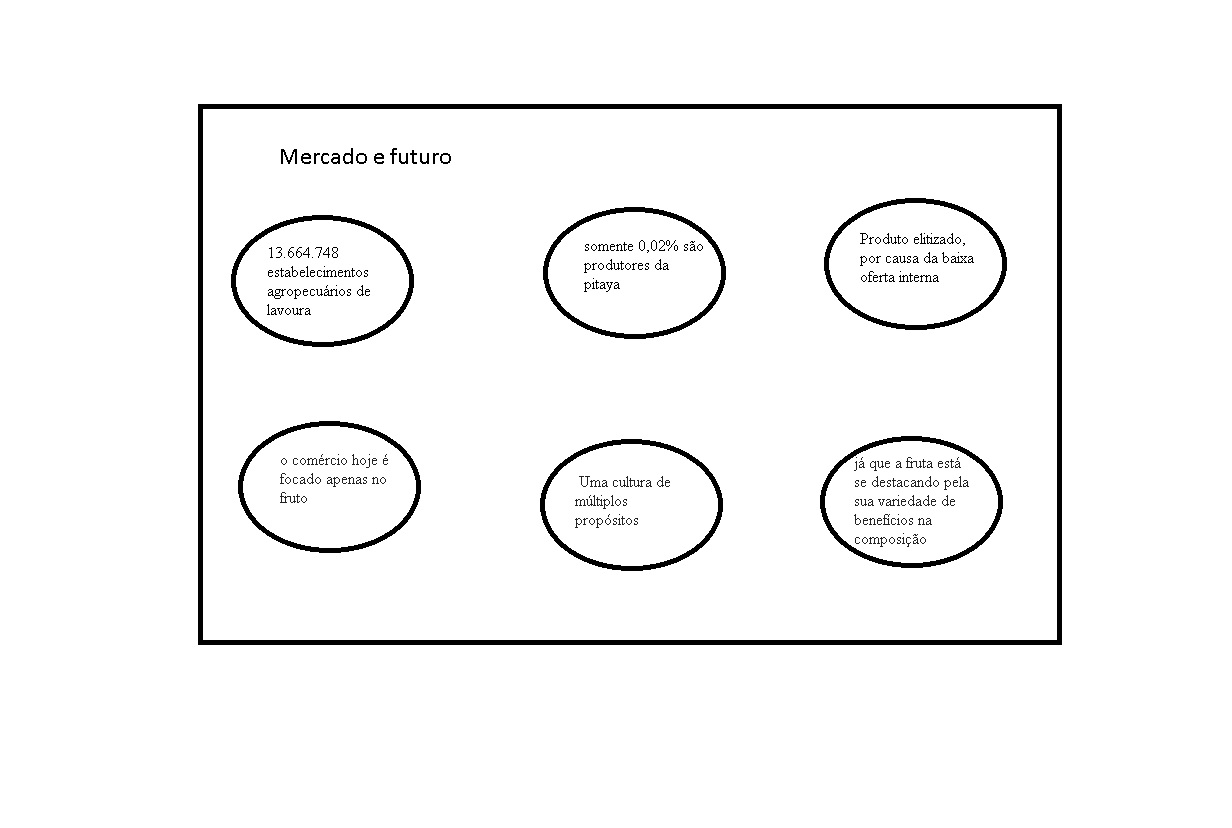 Mercado e futuro
13.664.748
estabelecimentos
agropecuários de
lavoura
somente 0,02% são
produtores da
pitaya
Produto elitizado,
por causa da baixa
oferta interna
o comércio hoje é
focado apenas no
fruto
Uma cultura de
múltiplos
propósitos
já que a fruta está
se destacando pela
sua variedade de
benefícios na
composição